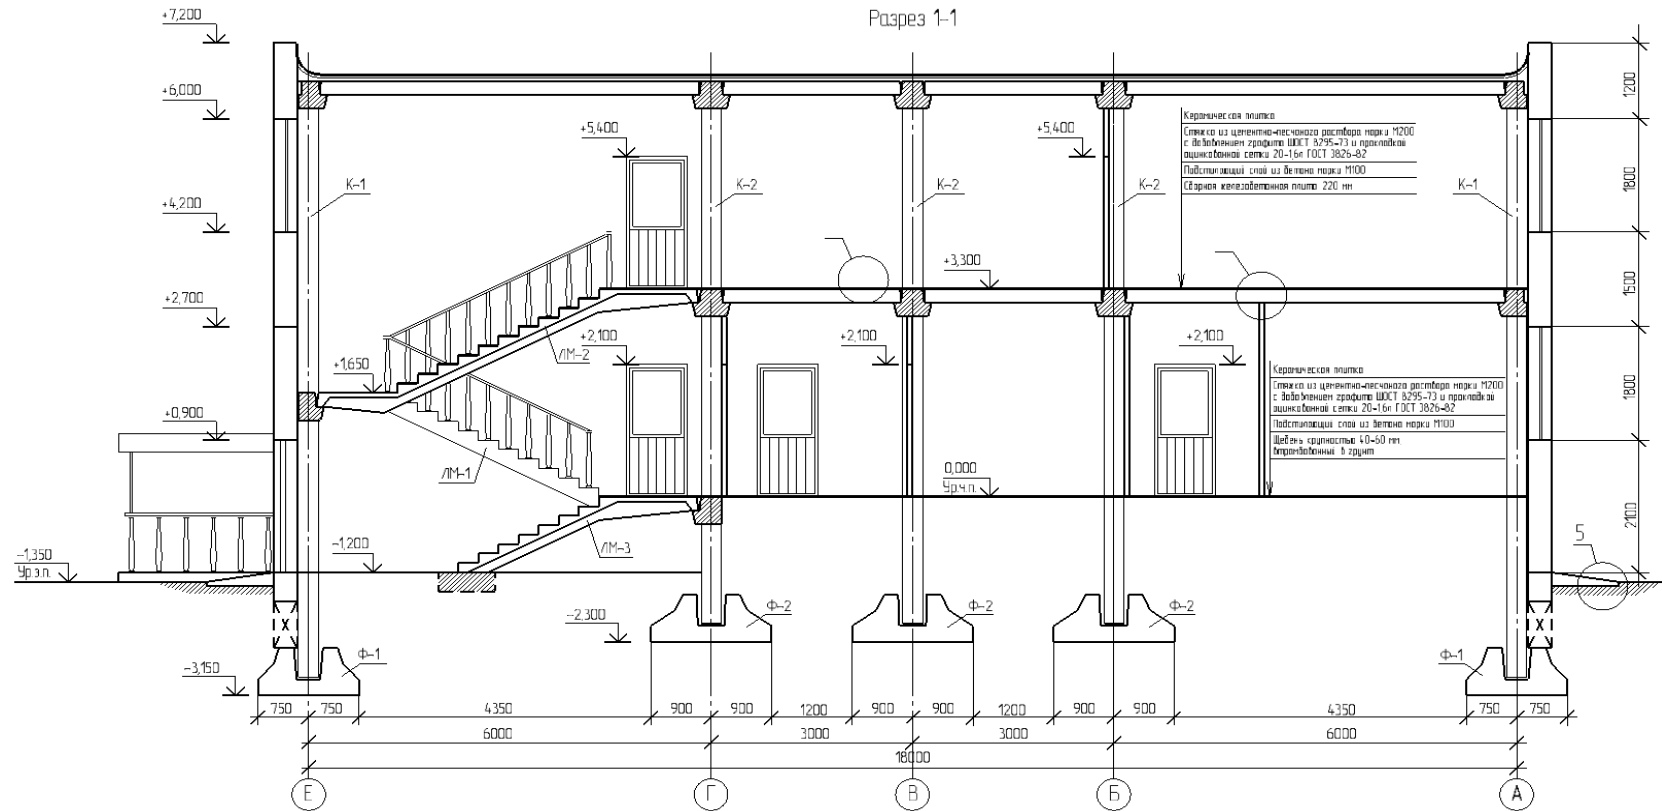 Разрез 1-1
+7,200
+6,000
1200
Керамическая плитка
Стяжка из цементно-песчаного раствора марки М200
с добавлением графита ШОСТ 8295-73 и прокладкой
оцинкованной сетки 20-1,6л ГОСТ 3826-82
Подстилающий слой из бетона марки М100
Сборная железобетонная плита 220 мм
+5,400
+5,400
К-1
К-2
К-2
К-2
К-1
1800
+4,200
+3,300
1500
+2,700
+2,100
+2,100
+2,100
ЛМ-2
+1,650
Керамическая плитка
Стяжка из цементно-песчаного раствора марки М200
с добавлением графита ШОСТ 8295-73 и прокладкой
оцинкованной сетки 20-1,6л ГОСТ 3826-82
Подстилающий слой из бетона марки М100
Щебень крупностью 40-60 мм,
втрамбованный в грунт
1800
+0,900
ЛМ-1
0,000
Ур.ч.п.
2100
5
ЛМ-3
-1,200
-1,350
Ур.з.п.
-2,300
Ф-2
Ф-2
Ф-2
-3,150
Ф-1
Ф-1
750
750
4350
900
900
1200
900
900
1200
900
900
4350
750
750
6000
3000
3000
6000
18000
Е
Г
В
Б
А